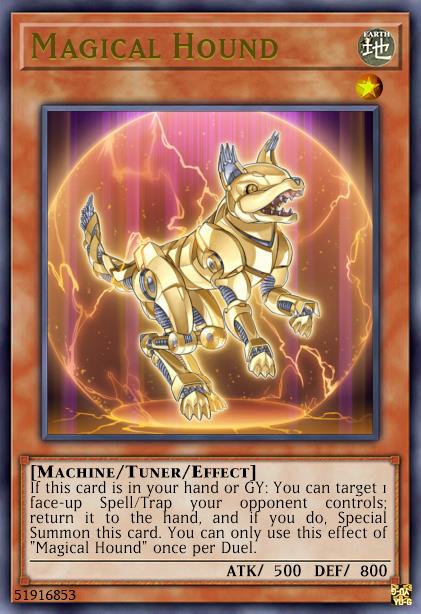 MAGICAL HOUND
EARTH
地
[MACHINE/TUNER/EFFECT]
If this card is in your hand or GY: You can target 1
face-up Spell/Trap your opponent controls;
return it to the hand, and if you do, Special
Summon this card. You can only use this effect of
"Magical Hound" once per Duel.
ATK/ 500 DEF/ 800
51916853